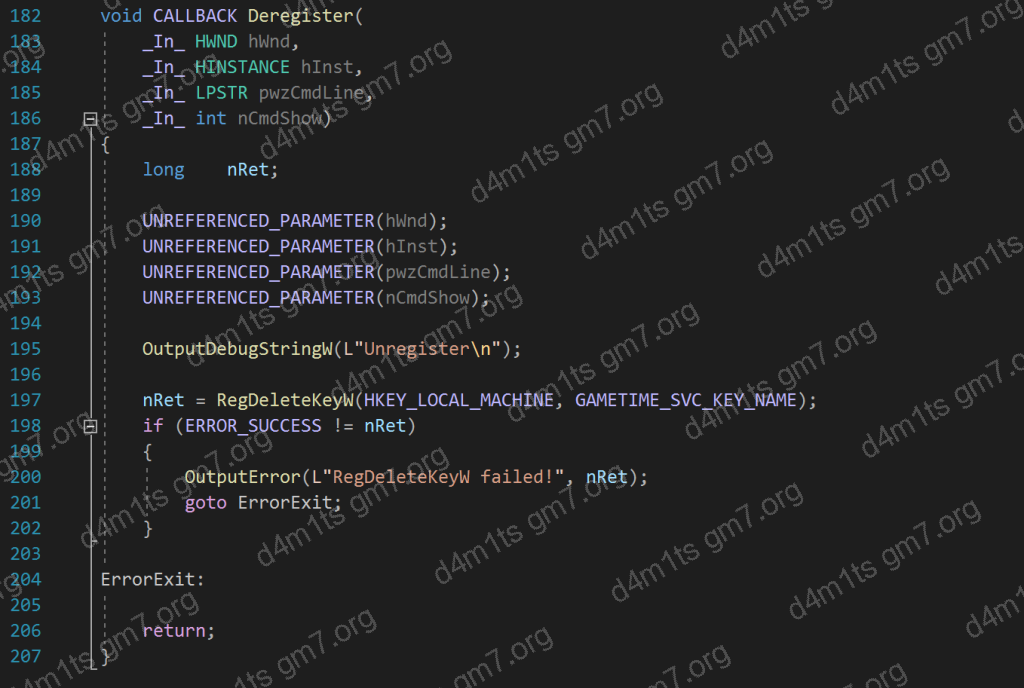 182 void CALLBACK Deregister(
183 _In_ HWND hWnd,
184 _In_ HINSTANCE hInst,
185 _In_ LPSTR pwzCmdLine,
186 _In_ int nCmdShow)
187 {
188 long nRet;
189
190 UNREFERENCED_PARAMETER(hWnd);
191 UNREFERENCED_PARAMETER(hInst);
192 UNREFERENCED_PARAMETER(pwzCmdLine);
193 UNREFERENCED_PARAMETER(nCmdShow);
194
195 OutputDebugStringW(L"Unregister\n");
196
197 nRet = RegDeleteKeyW(HKEY_LOCAL_MACHINE, GAMETIME_SVC_KEY_NAME);
198 if (ERROR_SUCCESS != nRet)
199 {
200 OutputError(L"RegDeleteKeyW failed!", nRet);
201 goto ErrorExit;
202 }
203
204 ErrorExit:
205
206 return;
207 }
d4m1ts gm7.org